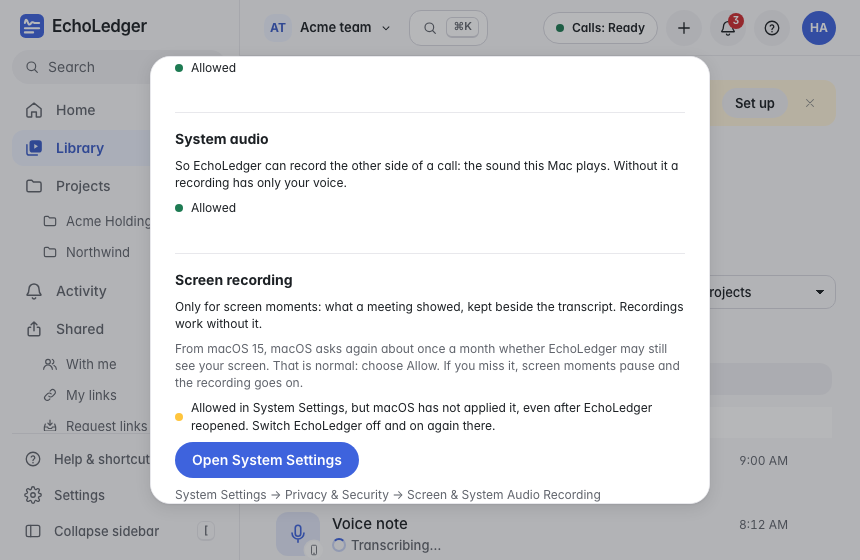 EchoLedger
AT Acme team
⌘K
Calls: Ready
3
HA
Search
Home
Library
Projects
Acme Holding
Northwind
Activity
Shared
With me
My links
Request links
Help & shortcut
Settings
Collapse sidebar [
Set up
rojects
Allowed
System audio
So EchoLedger can record the other side of a call: the sound this Mac plays. Without it a
recording has only your voice.
Allowed
Screen recording
Only for screen moments: what a meeting showed, kept beside the transcript. Recordings
work without it.
From macOS 15, macOS asks again about once a month whether EchoLedger may still
see your screen. That is normal: choose Allow. If you miss it, screen moments pause and
the recording goes on.
Allowed in System Settings, but macOS has not applied it, even after EchoLedger
reopened. Switch EchoLedger off and on again there.
Open System Settings
System Settings → Privacy & Security → Screen & System Audio Recording
9:00 AM
Voice note
8:12 AM
Transcribing...